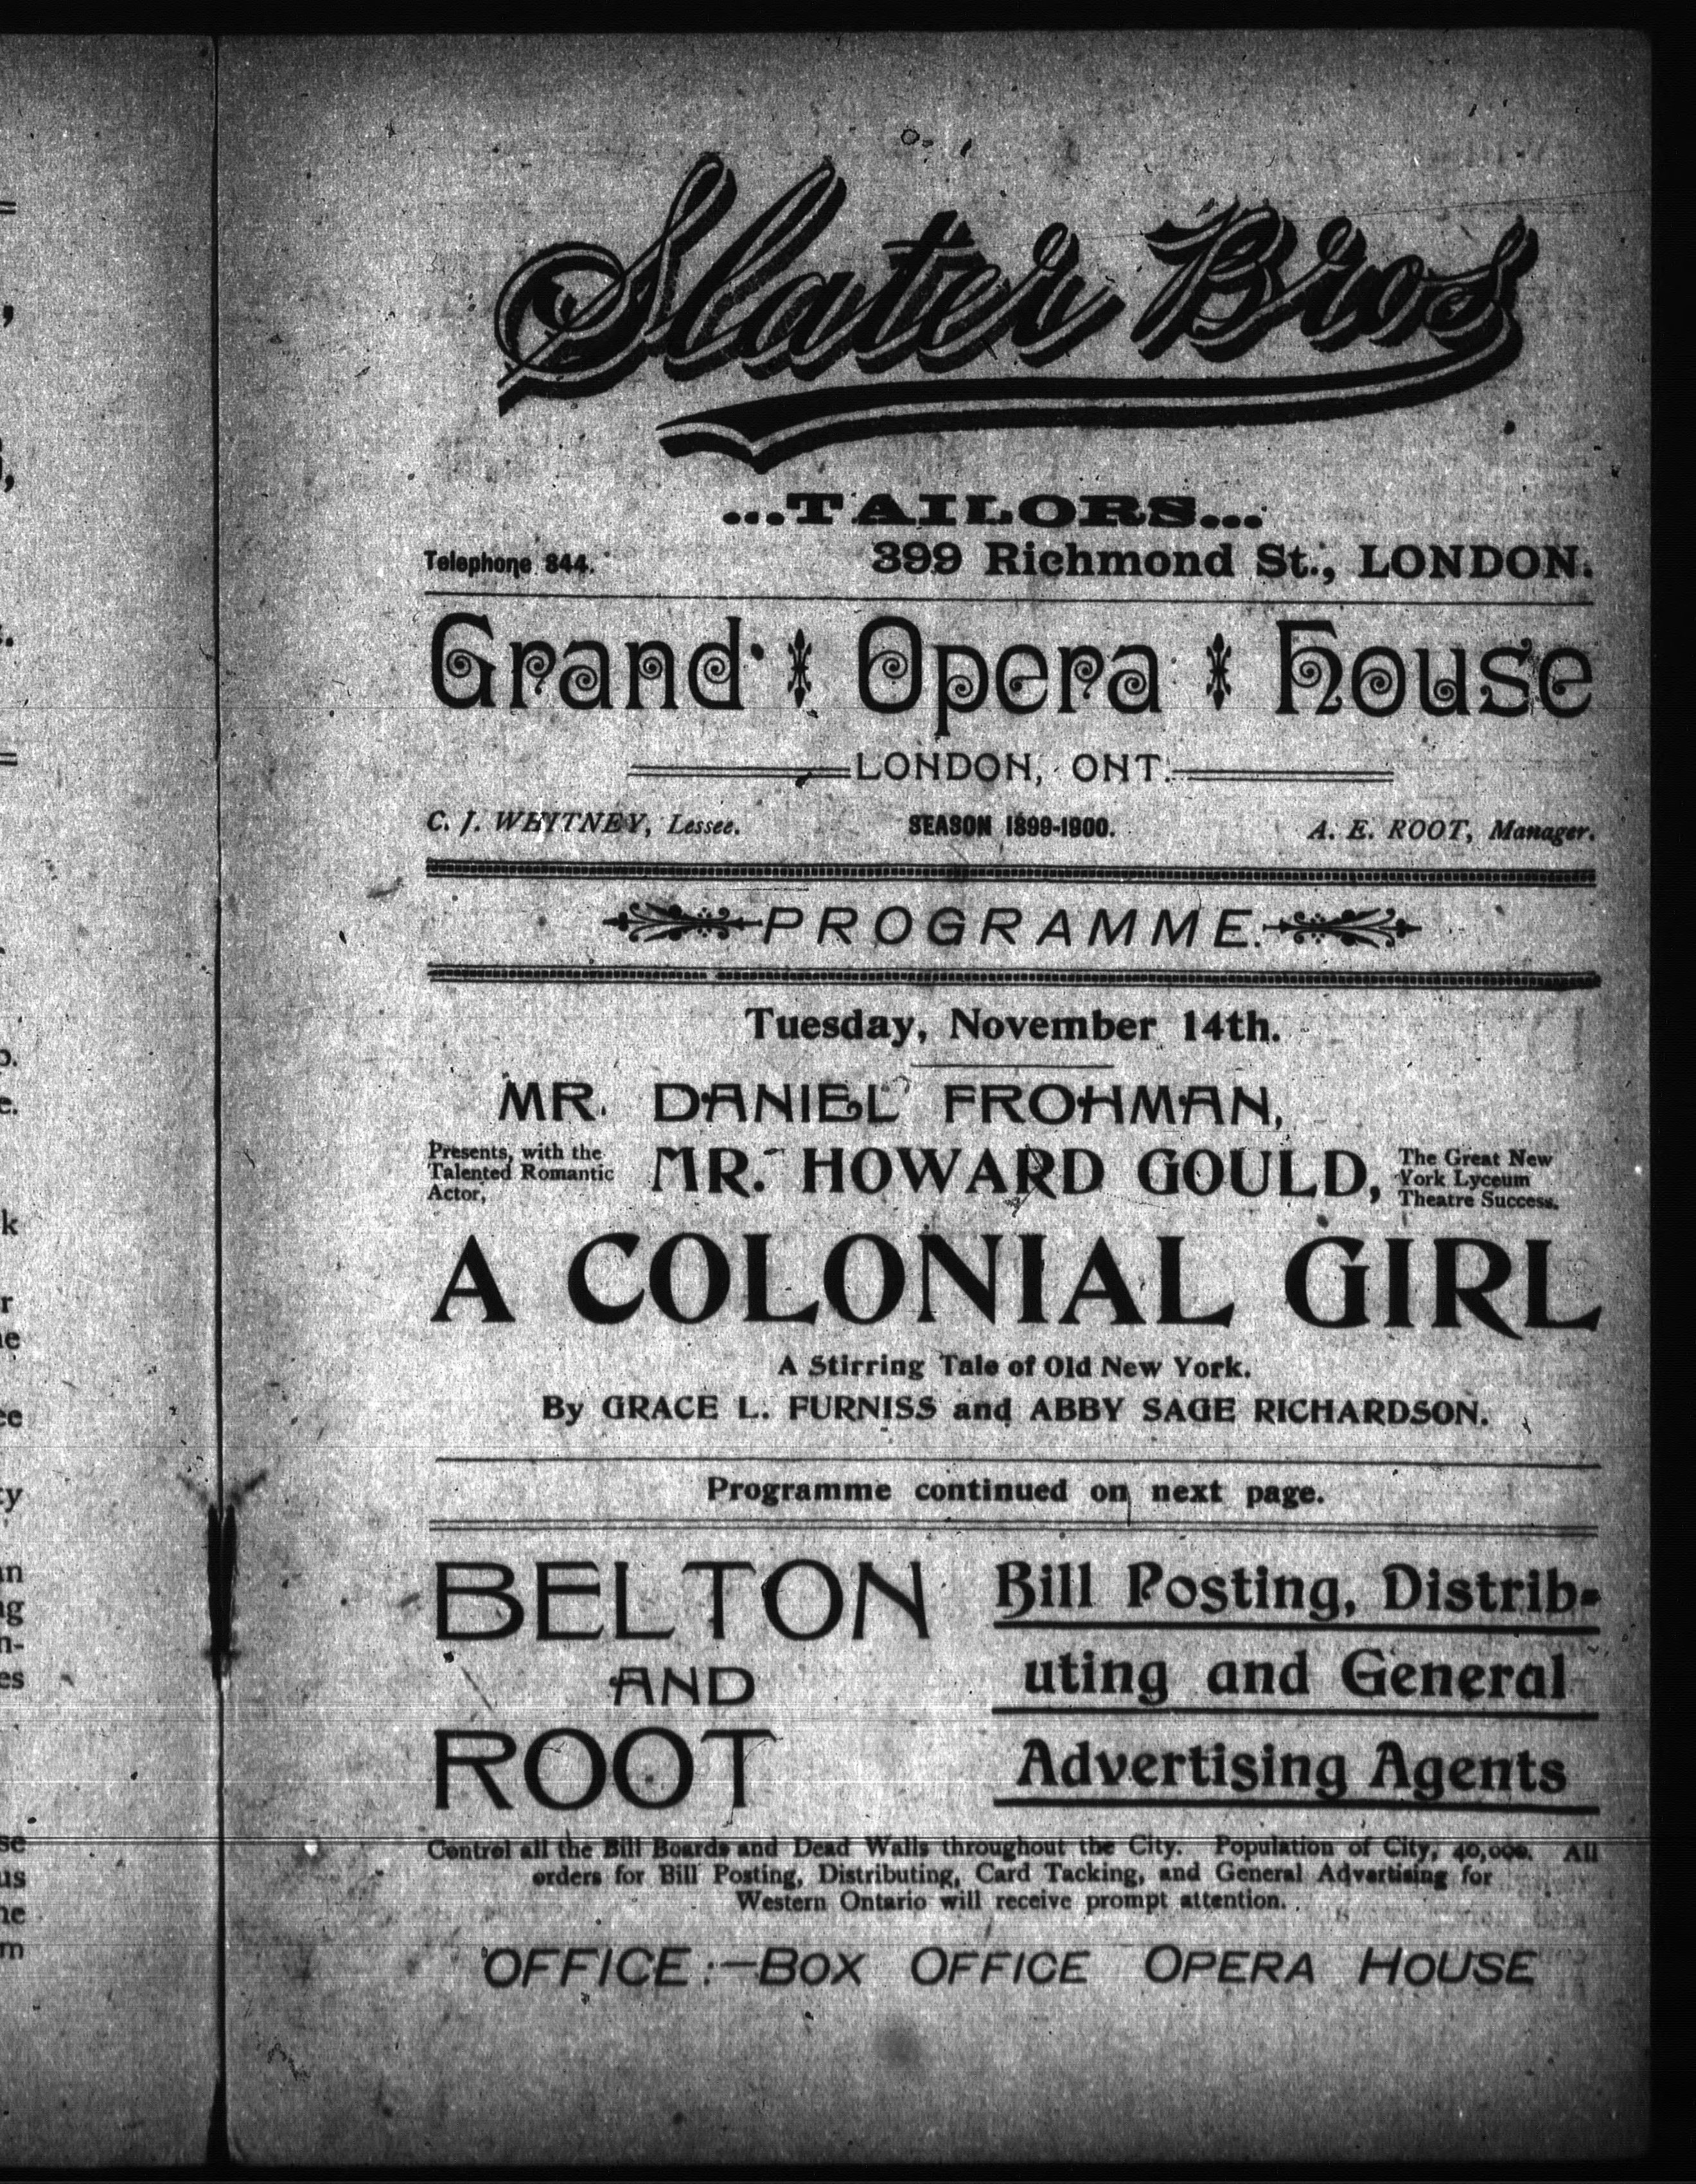 Slater Bros
...TAILORS...
Telephone 844. 399 Richmond St., LONDON.
Grand Opera House
LONDON, ONT.
C. J. WHITNEY, Lessee. SEASON 1899-1900. A. E. ROOT, Manager.
PROGRAMME.
Tuesday, November 14th.
MR. DANIEL FROHMAN,
Presents, with the
Talented Romantic
Actor,
MR. HOWARD GOULD,
The Great New
York Lyceum
Theatre Success.
A COLONIAL GIRL
A Stirring Tale of Old New York.
By GRACE L. FURNISS and ABBY SAGE RICHARDSON.
Programme continued on next page.
BELTON
AND
ROOT
Bill Posting, Distrib-
uting and General
Advertising Agents
Control all the Bill Boards and Dead Walls throughout the City. Population of City, 40,000. All
orders for Bill Posting, Distributing, Card Tacking, and General Advertising for
Western Ontario will receive prompt attention.
OFFICE:—BOX OFFICE OPERA HOUSE